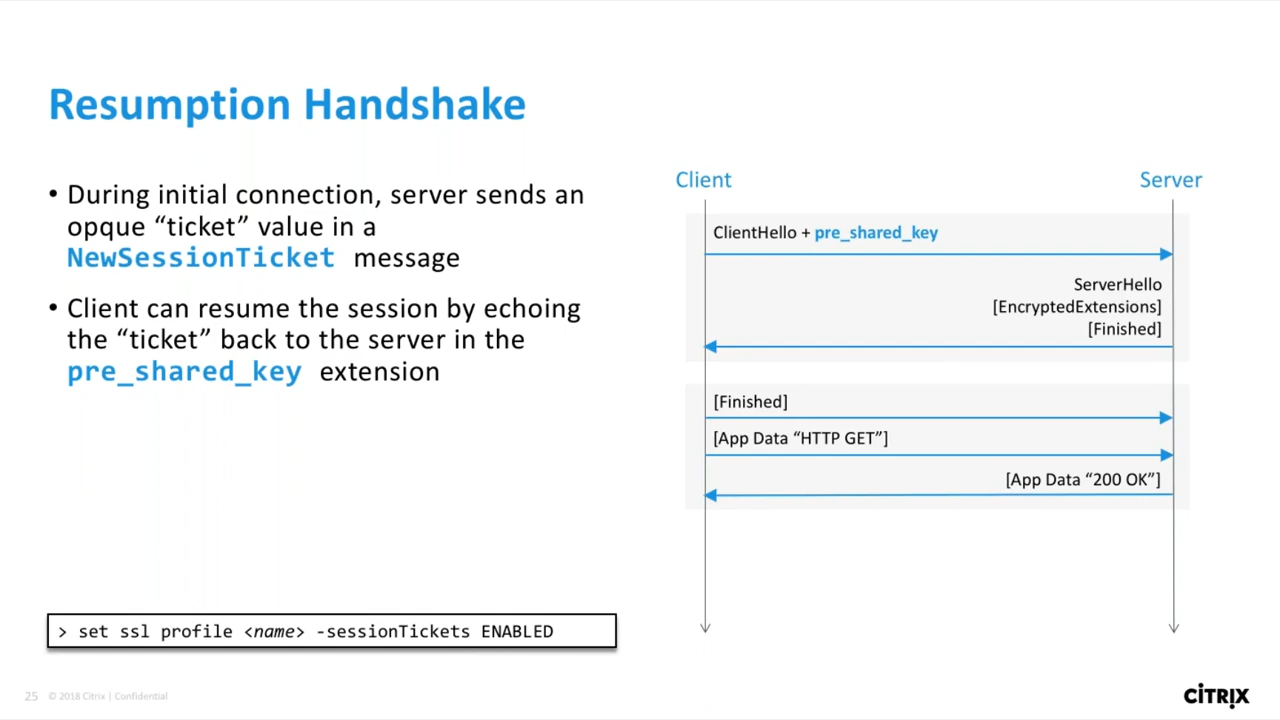 Resumption Handshake
• During initial connection, server sends an
opque “ticket” value in a
NewSessionTicket message
• Client can resume the session by echoing
the “ticket” back to the server in the
pre_shared_key extension
> set ssl profile <name> -sessionTickets ENABLED
Client
Server
ClientHello + pre_shared_key
ServerHello
[EncryptedExtensions]
[Finished]
[Finished]
[App Data “HTTP GET”]
[App Data “200 OK”]
25 © 2018 Citrix | Confidential
CİTRIX